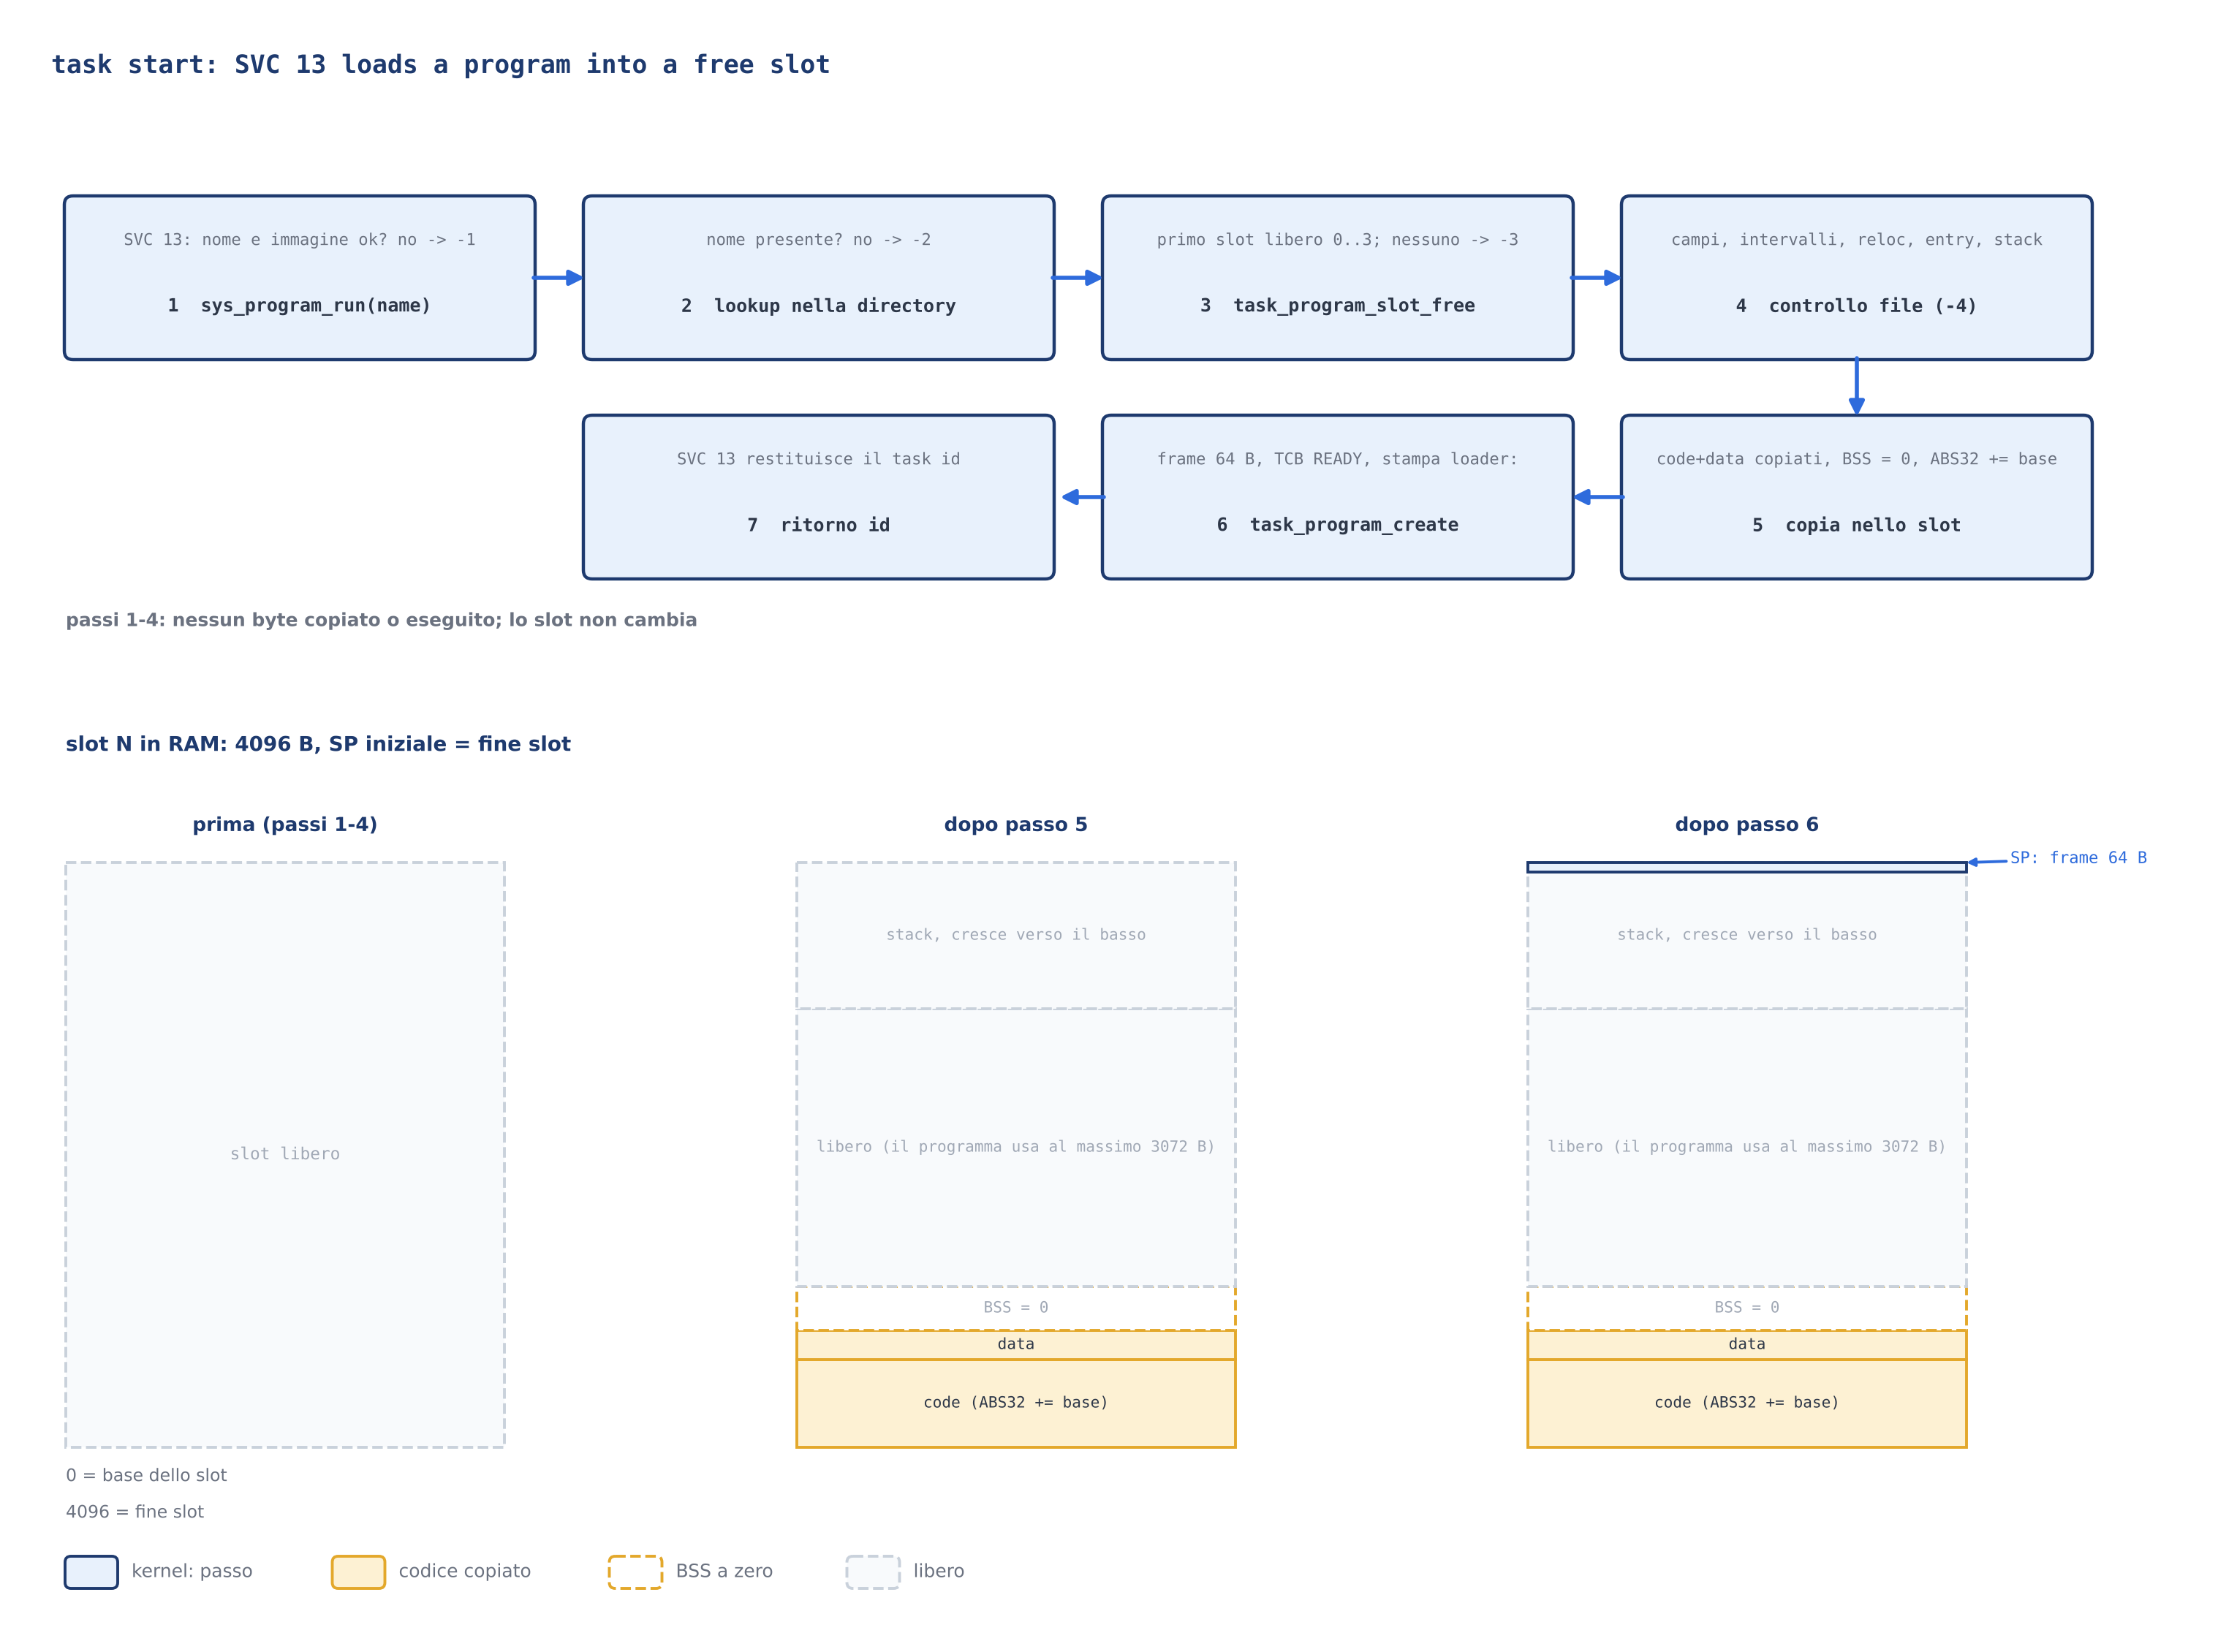 task start: SVC 13 loads a program into a free slot
SVC 13: nome e immagine ok? no -> -1
1 sys_program_run(name)
nome presente? no -> -2
2 lookup nella directory
primo slot libero 0..3; nessuno -> -3
3 task_program_slot_free
campi, intervalli, reloc, entry, stack
4 controllo file (-4)
SVC 13 restituisce il task id
7 ritorno id
frame 64 B, TCB READY, stampa loader:
6 task_program_create
code+data copiati, BSS = 0, ABS32 += base
5 copia nello slot
passi 1-4: nessun byte copiato o eseguito; lo slot non cambia
slot N in RAM: 4096 B, SP iniziale = fine slot
prima (passi 1-4)
slot libero
0 = base dello slot
4096 = fine slot
dopo passo 5
stack, cresce verso il basso
libero (il programma usa al massimo 3072 B)
BSS = 0
data
code (ABS32 += base)
dopo passo 6
SP: frame 64 B
stack, cresce verso il basso
libero (il programma usa al massimo 3072 B)
BSS = 0
data
code (ABS32 += base)
kernel: passo
codice copiato
BSS a zero
libero